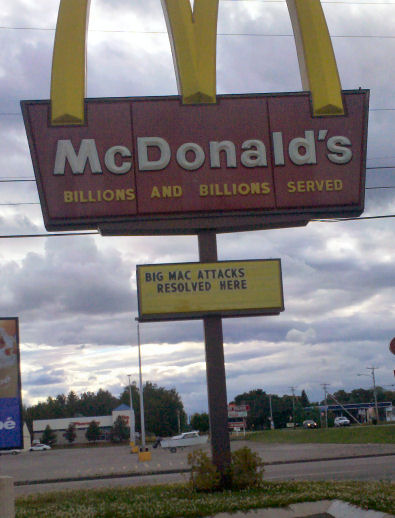 McDonald's
BILLIONS AND BILLIONS SERVED
BIG MAC ATTACKS
RESOLVED HERE